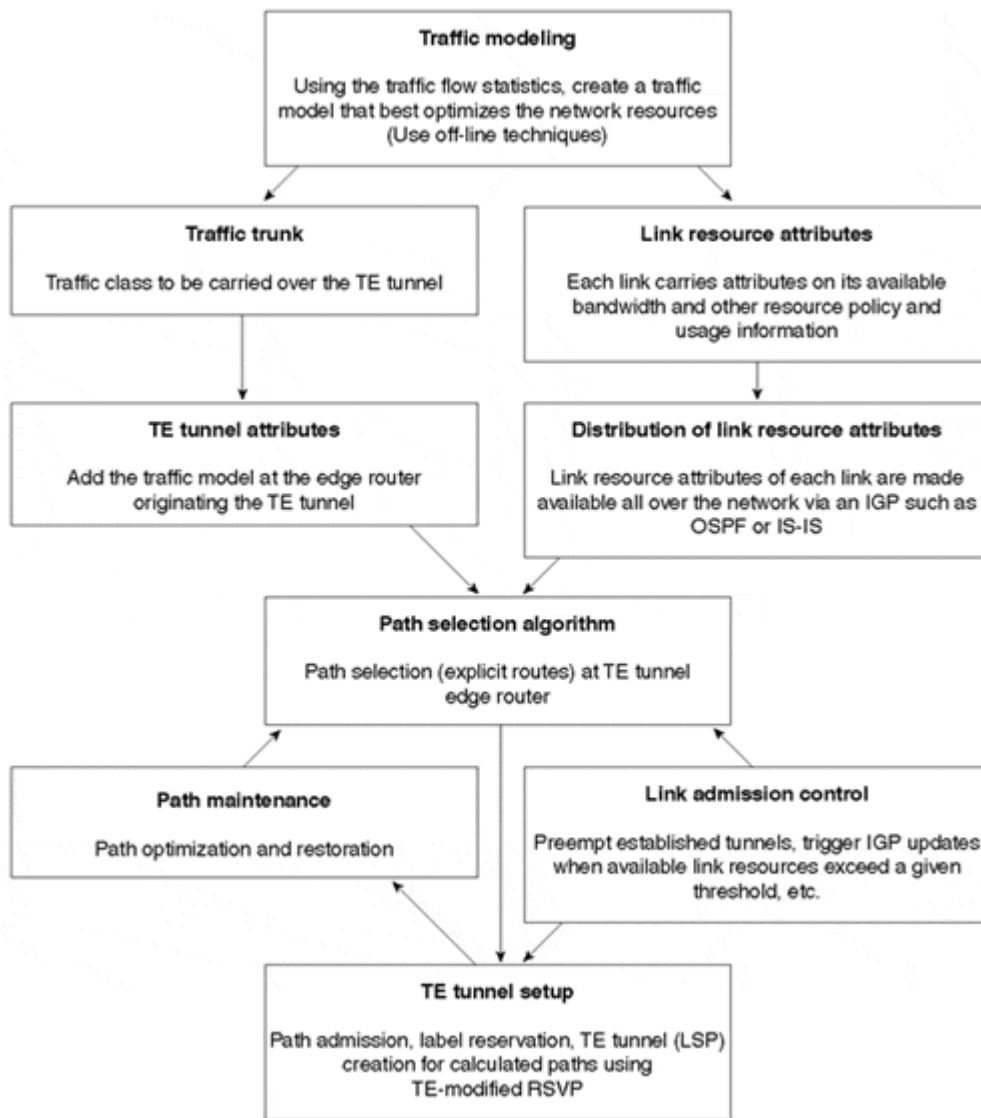 Traffic modeling
Using the traffic flow statistics, create a traffic
model that best optimizes the network resources
(Use off-line techniques)
Traffic trunk
Traffic class to be carried over the TE tunnel
Link resource attributes
Each link carries attributes on its available
bandwidth and other resource policy and
usage information
TE tunnel attributes
Add the traffic model at the edge router
originating the TE tunnel
Distribution of link resource attributes
Link resource attributes of each link are made
available all over the network via an IGP such as
OSPF or IS-IS
Path selection algorithm
Path selection (explicit routes) at TE tunnel
edge router
Path maintenance
Path optimization and restoration
Link admission control
Preempt established tunnels, trigger IGP updates
when available link resources exceed a given
threshold, etc.
TE tunnel setup
Path admission, label reservation, TE tunnel (LSP)
creation for calculated paths using
TE-modified RSVP